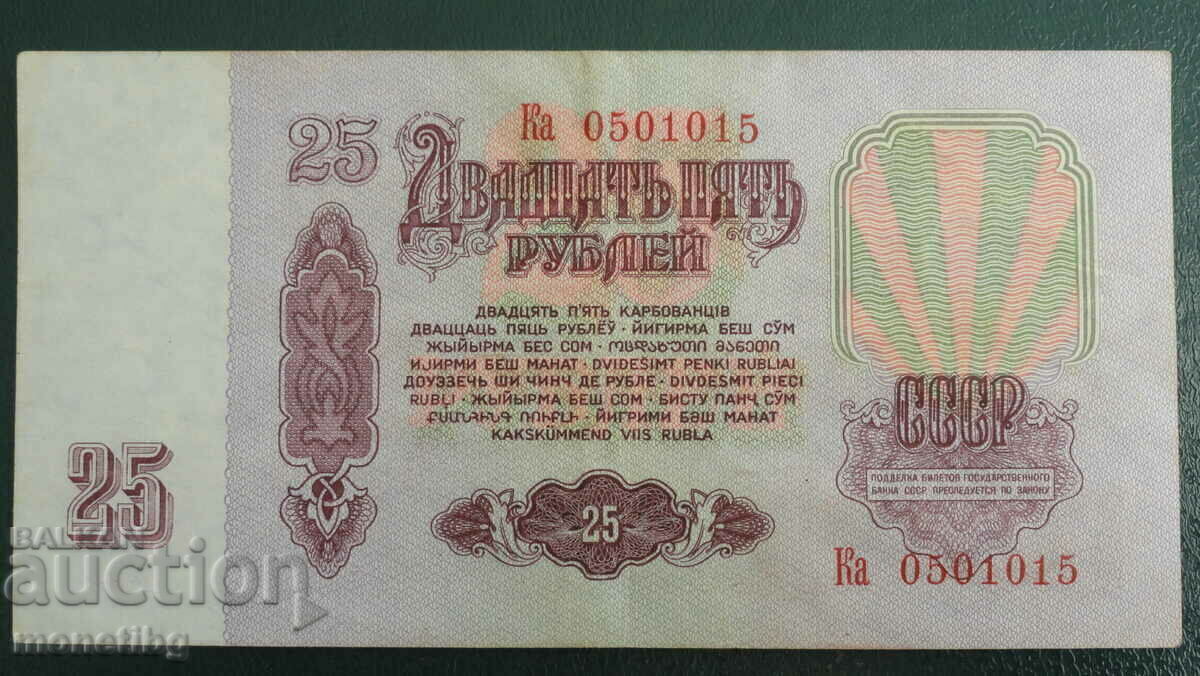 25
Ка 0501015
Двадцать пять
рублей
ДВАДЦЯТЬ П'ЯТЬ КАРБОВАНЦІВ
ДВАЦЦАЦЬ ПЯЦЬ РУБЛЁЎ · ЙИГИРМА БЕШ СЎМ
ЖЫЙЫРМА БЕС СОМ · ᲝᲪᲓᲐᲮᲣᲗᲘ ᲛᲐᲜᲔᲗᲘ
ИЈИРМИ БЕШ МАНАТ · DVIDEŠIMT PENKI RUBLIAI
ДОУЭЗЕЧЬ ШИ ЧИНЧ ДЕ РУБЛЕ · DIVDESMIT PIECI
RUBĻI · ЖЫЙЫРМА БЕШ СОМ · БИСТУ ПАНҶ СӮМ
ՔՍԱՆՀԻՆԳ ՌՈՒԲԼԻ · ЙИГРИМИ БӘШ МАНАТ
KAKSKÜMMEND VIIS RUBLA
СССР
ПОДДЕЛКА БИЛЕТОВ ГОСУДАРСТВЕННОГО
БАНКА СССР ПРЕСЛЕДУЕТСЯ ПО ЗАКОНУ
25
25
Ка 0501015
BALKAN
auction
monetibg